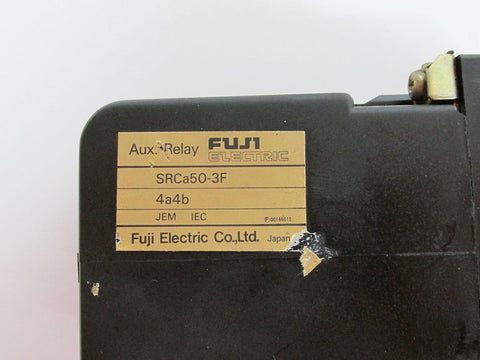 Aux. Relay FUJI
ELECTRIC
SRCa50-3F
4a4b
JEM IEC
Fuji Electric Co.,Ltd. Japan